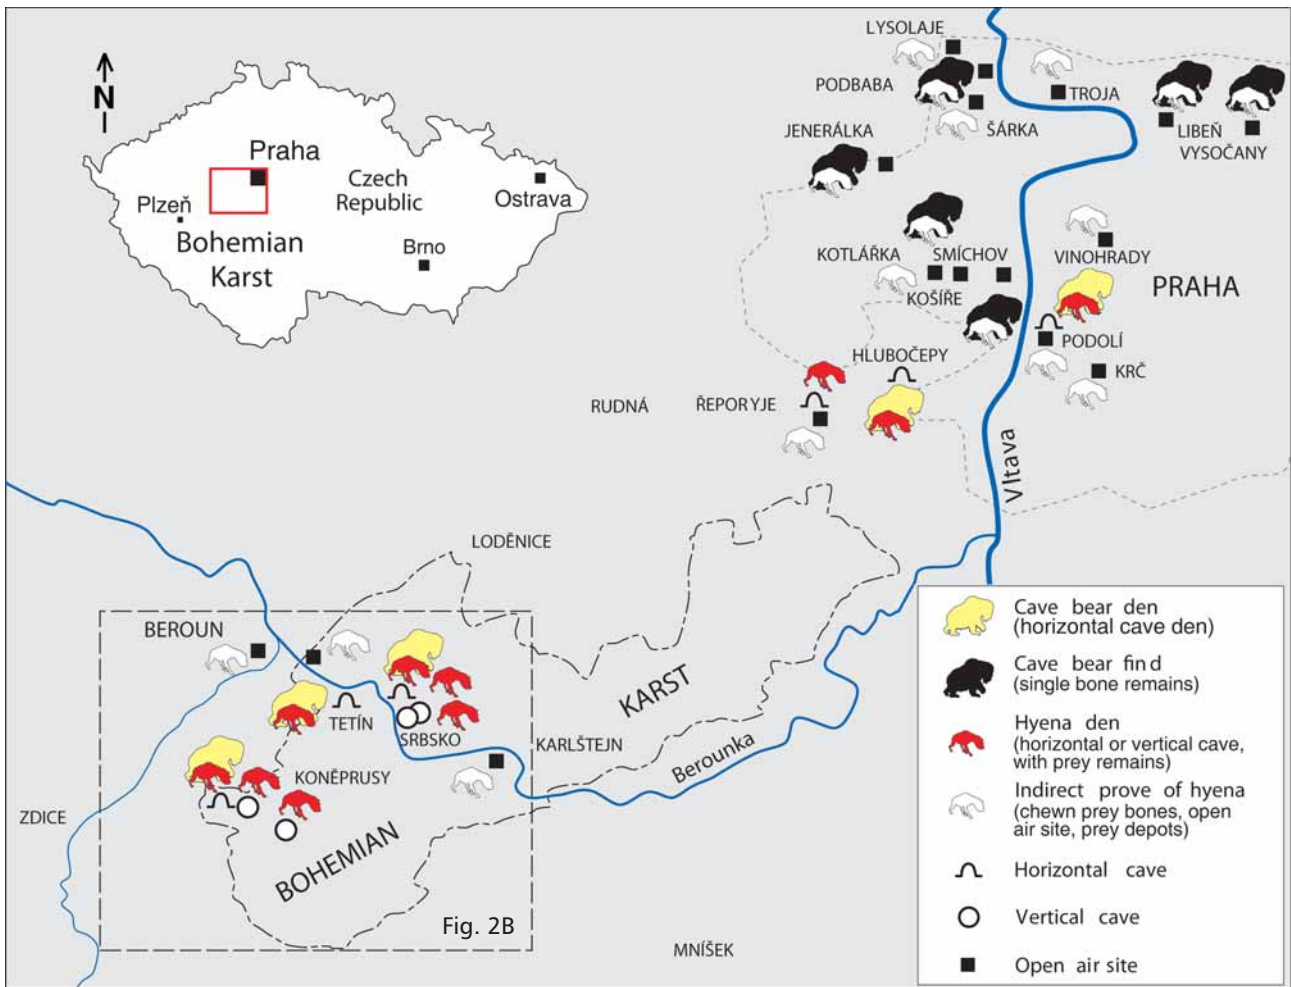 N
Praha
Plzeň
Czech
Republic
Ostrava
Brno
Bohemian
Karst
LYSOLAJE
PODBABA
TROJA
ŠÁRKA
LIBEŇ
VYSOČANY
JENERÁLKA
KOTLÁŘKA
SMÍCHOV
VINOHRADY
KOŠÍŘE
PRAHA
HLUBOČEPY
PODOLÍ
KRČ
RUDNÁ
ŘEPORYJE
Vltava
LODĚNICE
BEROUN
TETÍN
SRBSKO
KARLŠTEJN
KONĚPRUSY
ZDICE
BOHEMIAN
KARST
Berounka
Fig. 2B
MNÍŠEK
Cave bear den
(horizontal cave den)
Cave bear find
(single bone remains)
Hyena den
(horizontal or vertical cave,
with prey remains)
Indirect prove of hyena
(chewn prey bones, open
air site, prey depots)
Horizontal cave
Vertical cave
Open air site